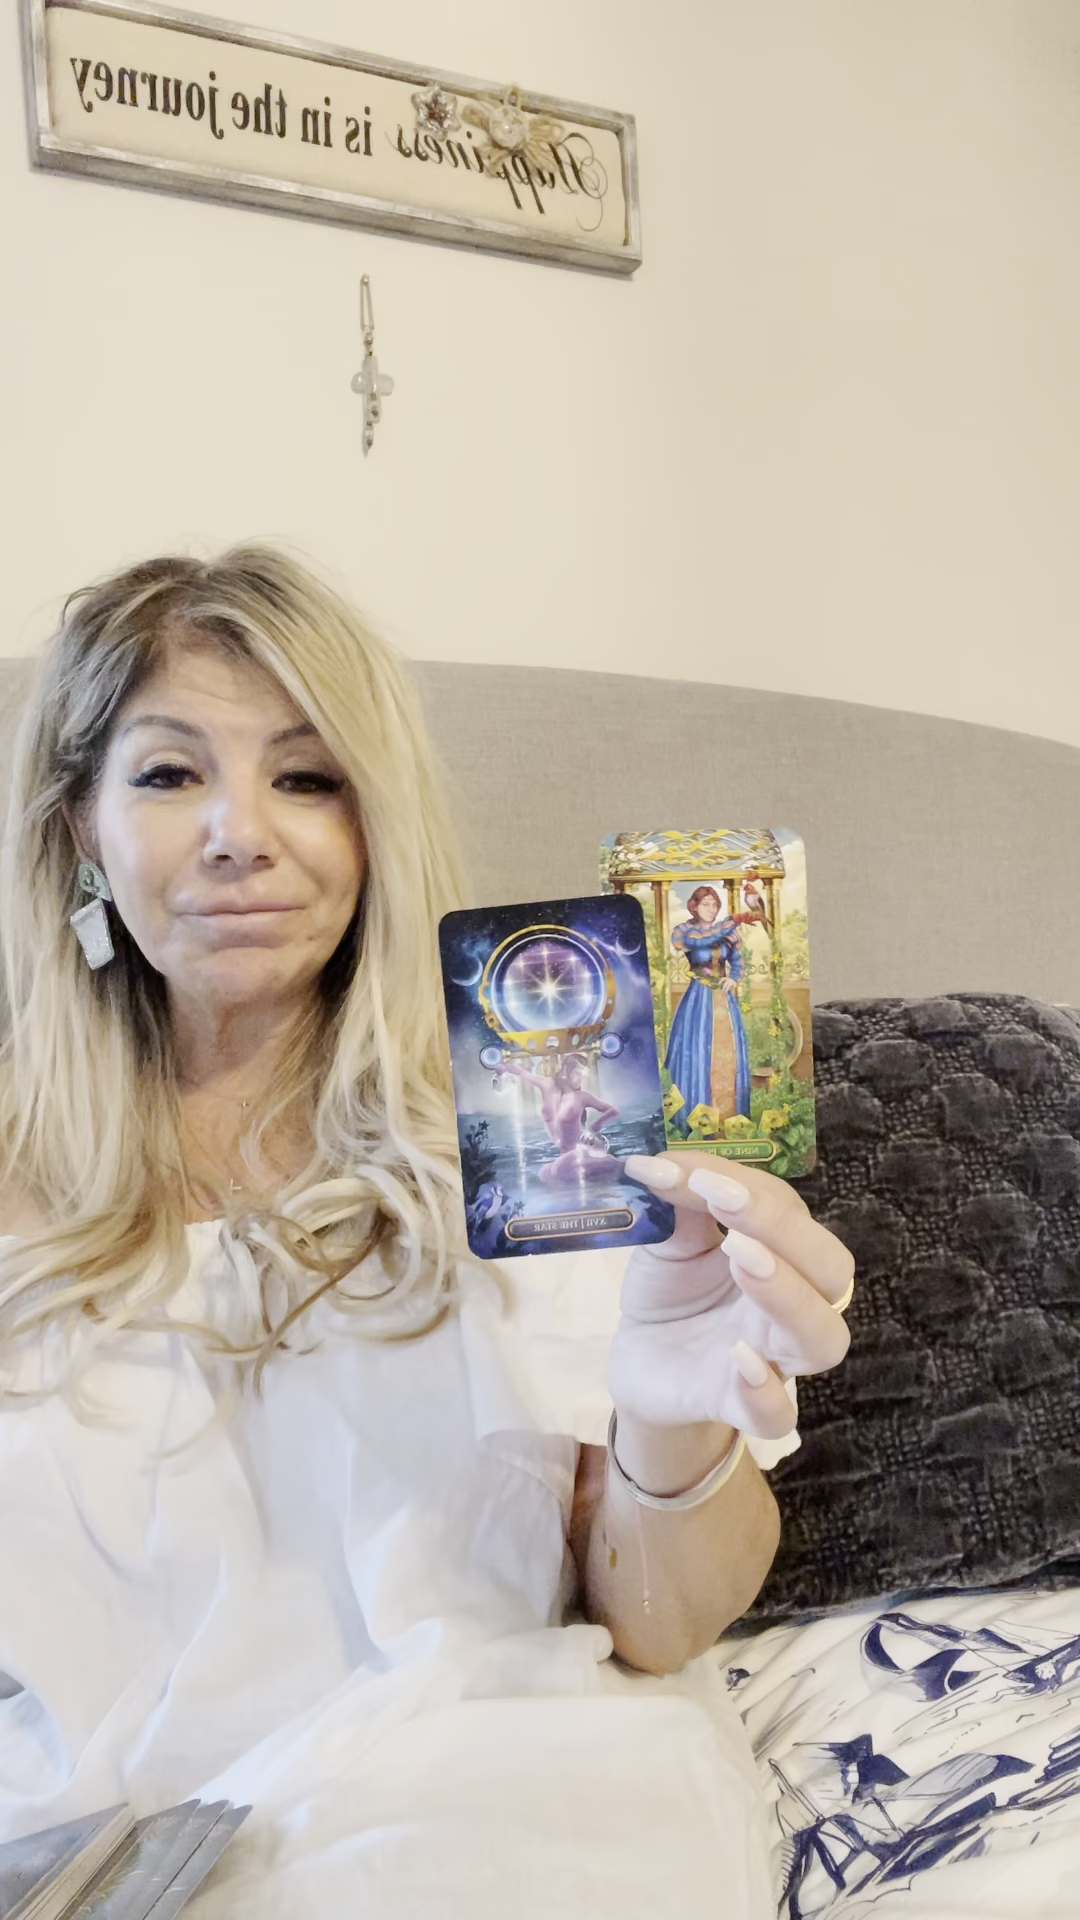 Happiness is in the journey
XVII | THE STAR
NINE OF